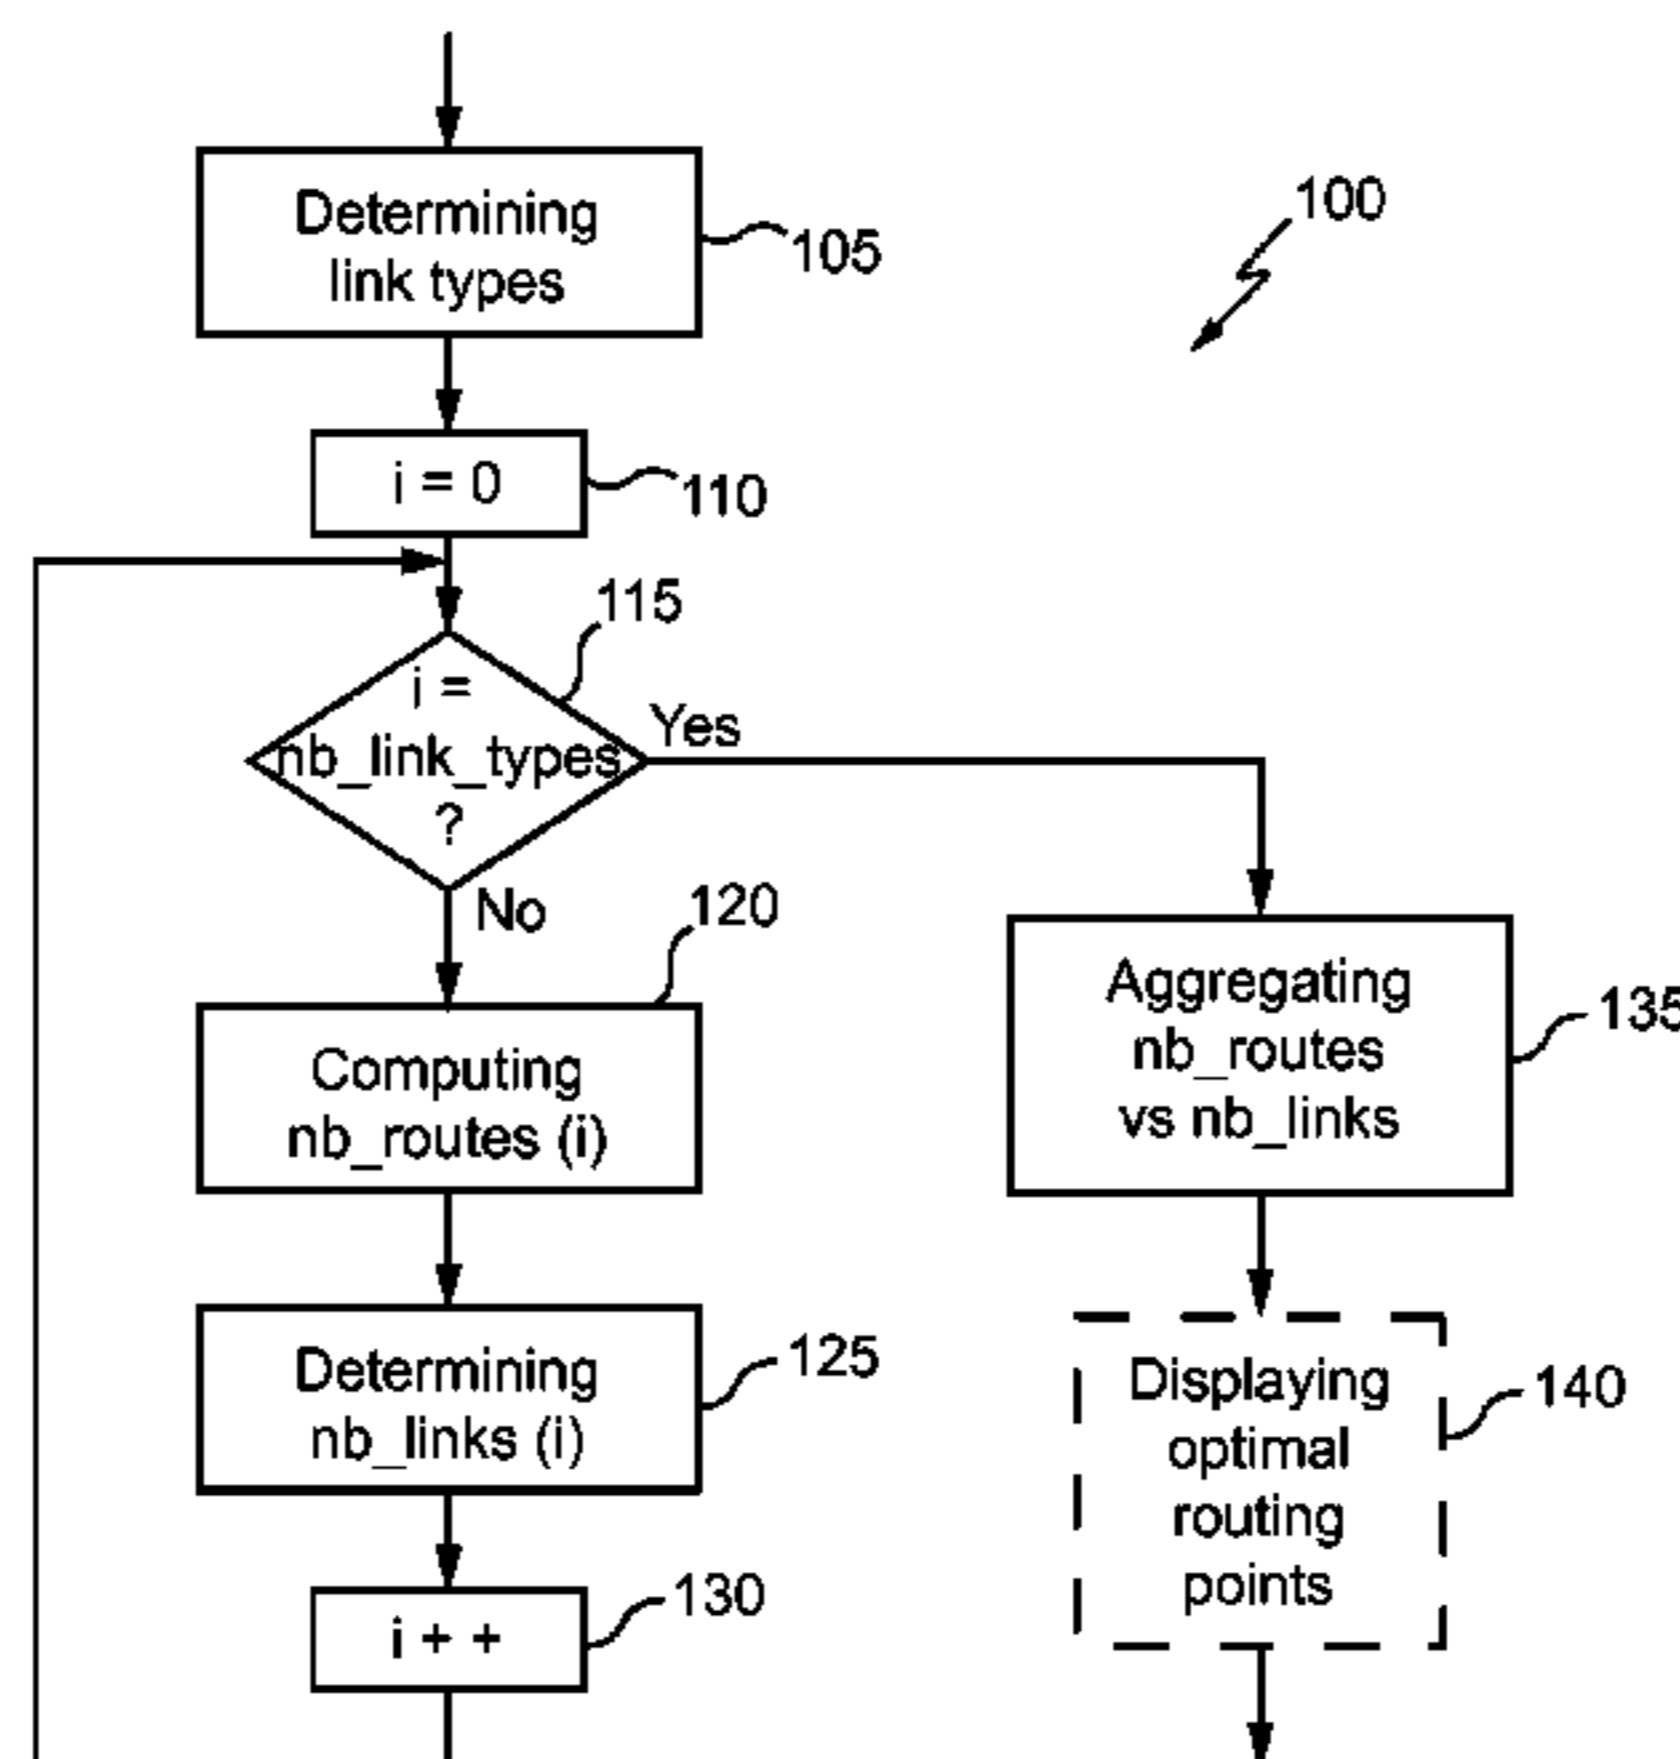 Determining
link types
105
100
i = 0
110
115
i =
nb_link_types
?
Yes
No
120
Computing
nb_routes (i)
Aggregating
nb_routes
vs nb_links
135
Determining
nb_links (i)
125
Displaying
optimal
routing
points
140
i + +
130